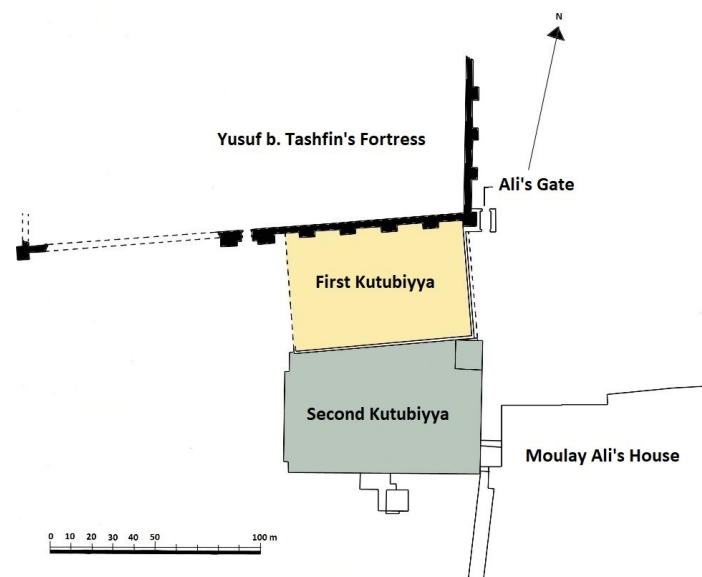 N
Yusuf b. Tashfin's Fortress
Ali's Gate
First Kutubiyya
Second Kutubiyya
Moulay Ali's House
0 10 20 30 40 50 100 m